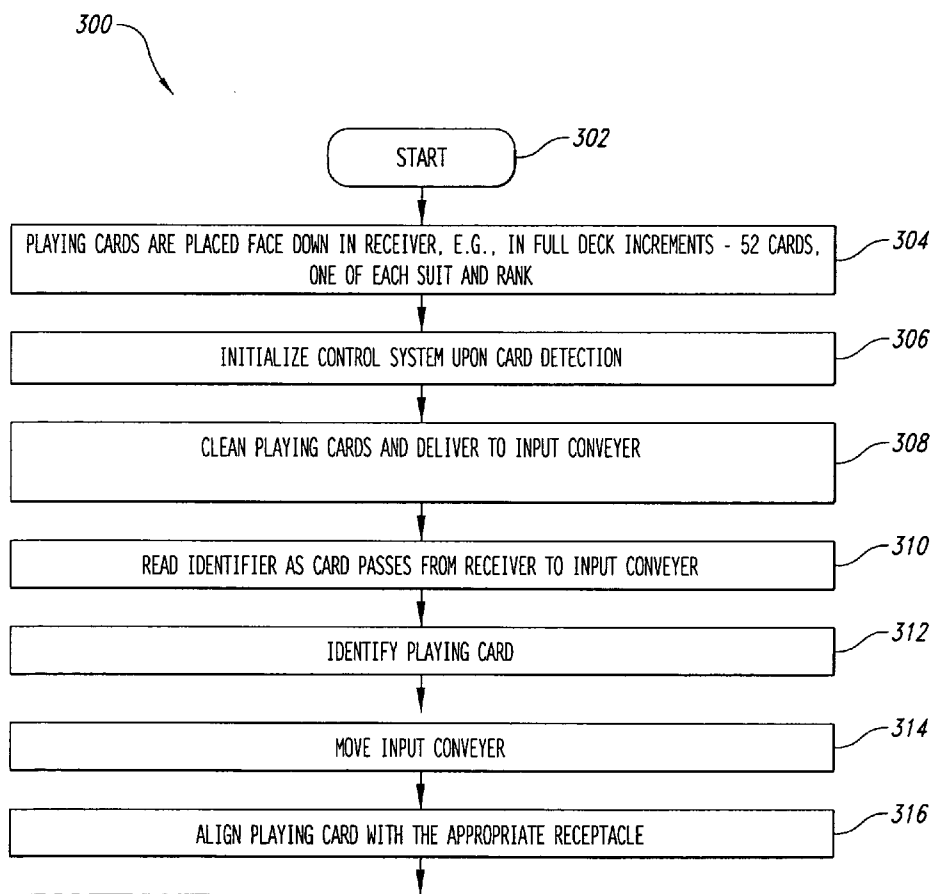 300
START
302
PLAYING CARDS ARE PLACED FACE DOWN IN RECEIVER, E.G., IN FULL DECK INCREMENTS - 52 CARDS,
ONE OF EACH SUIT AND RANK
304
INITIALIZE CONTROL SYSTEM UPON CARD DETECTION
306
CLEAN PLAYING CARDS AND DELIVER TO INPUT CONVEYER
308
READ IDENTIFIER AS CARD PASSES FROM RECEIVER TO INPUT CONVEYER
310
IDENTIFY PLAYING CARD
312
MOVE INPUT CONVEYER
314
ALIGN PLAYING CARD WITH THE APPROPRIATE RECEPTACLE
316